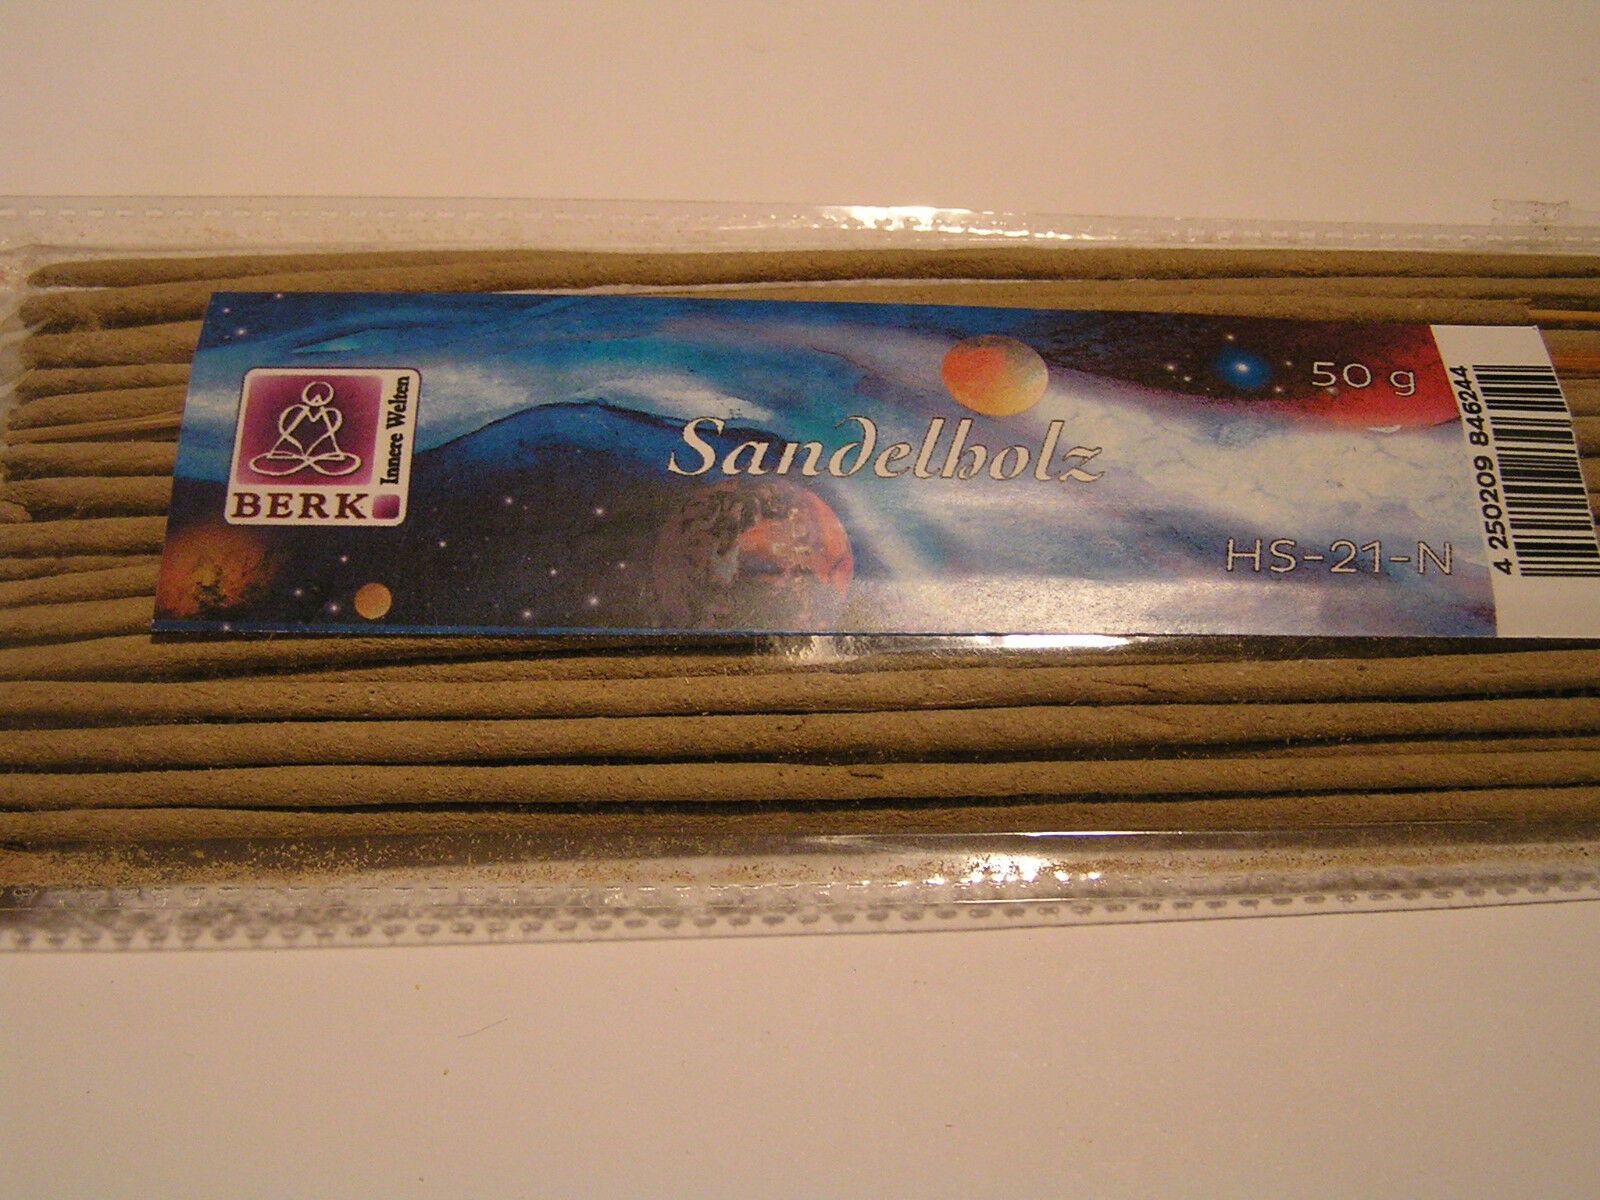 BERK
Innere Welten
Sandelholz
50 g
HS-21-N
4 250209 846244